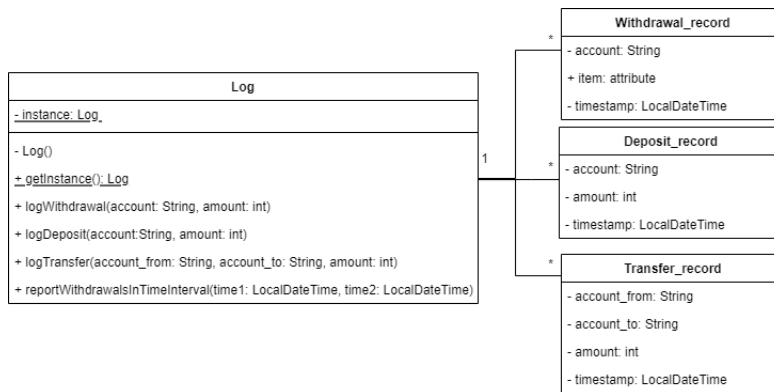 Log
- instance: Log
- Log()
+ getInstance(): Log
+ logWithdrawal(account: String, amount: int)
+ logDeposit(account:String, amount: int)
+ logTransfer(account_from: String, account_to: String, amount: int)
+ reportWithdrawalsInTimeInterval(time1: LocalDateTime, time2: LocalDateTime)
1
*
Withdrawal_record
- account: String
+ item: attribute
- timestamp: LocalDateTime
*
Deposit_record
- account: String
- amount: int
- timestamp: LocalDateTime
*
Transfer_record
- account_from: String
- account_to: String
- amount: int
- timestamp: LocalDateTime